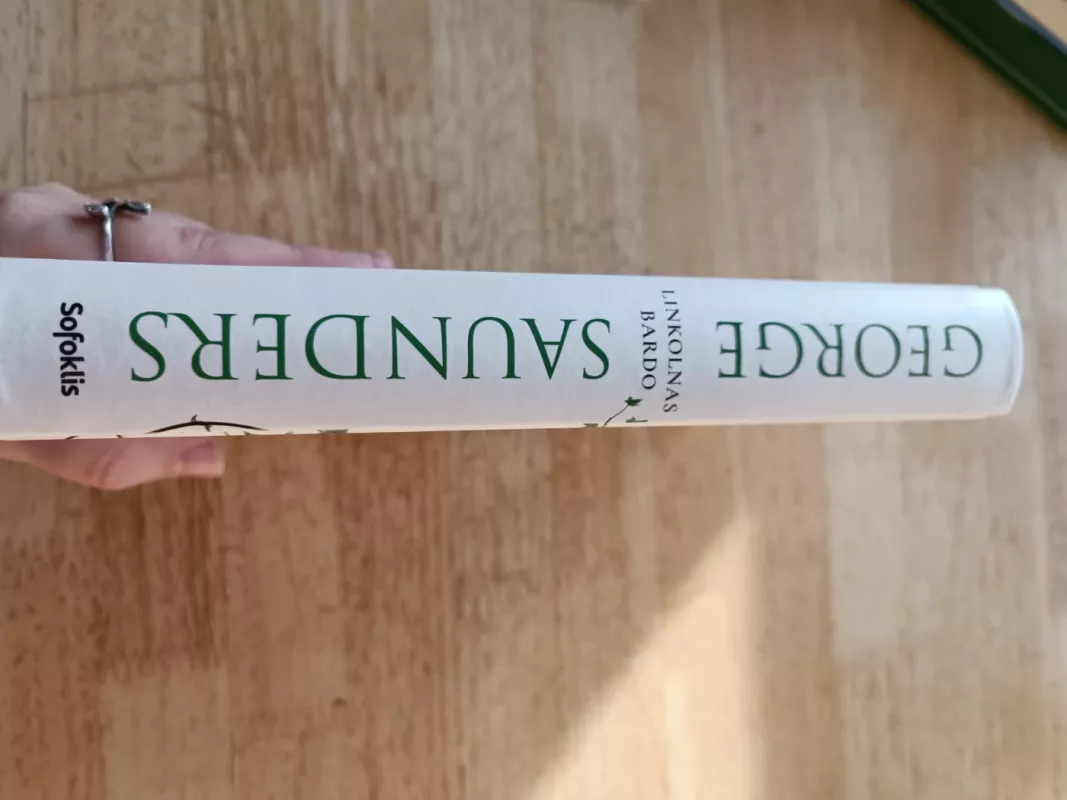 GEORGE
LINKOLNAS
BARDO
SAUNDERS
Sofoklis